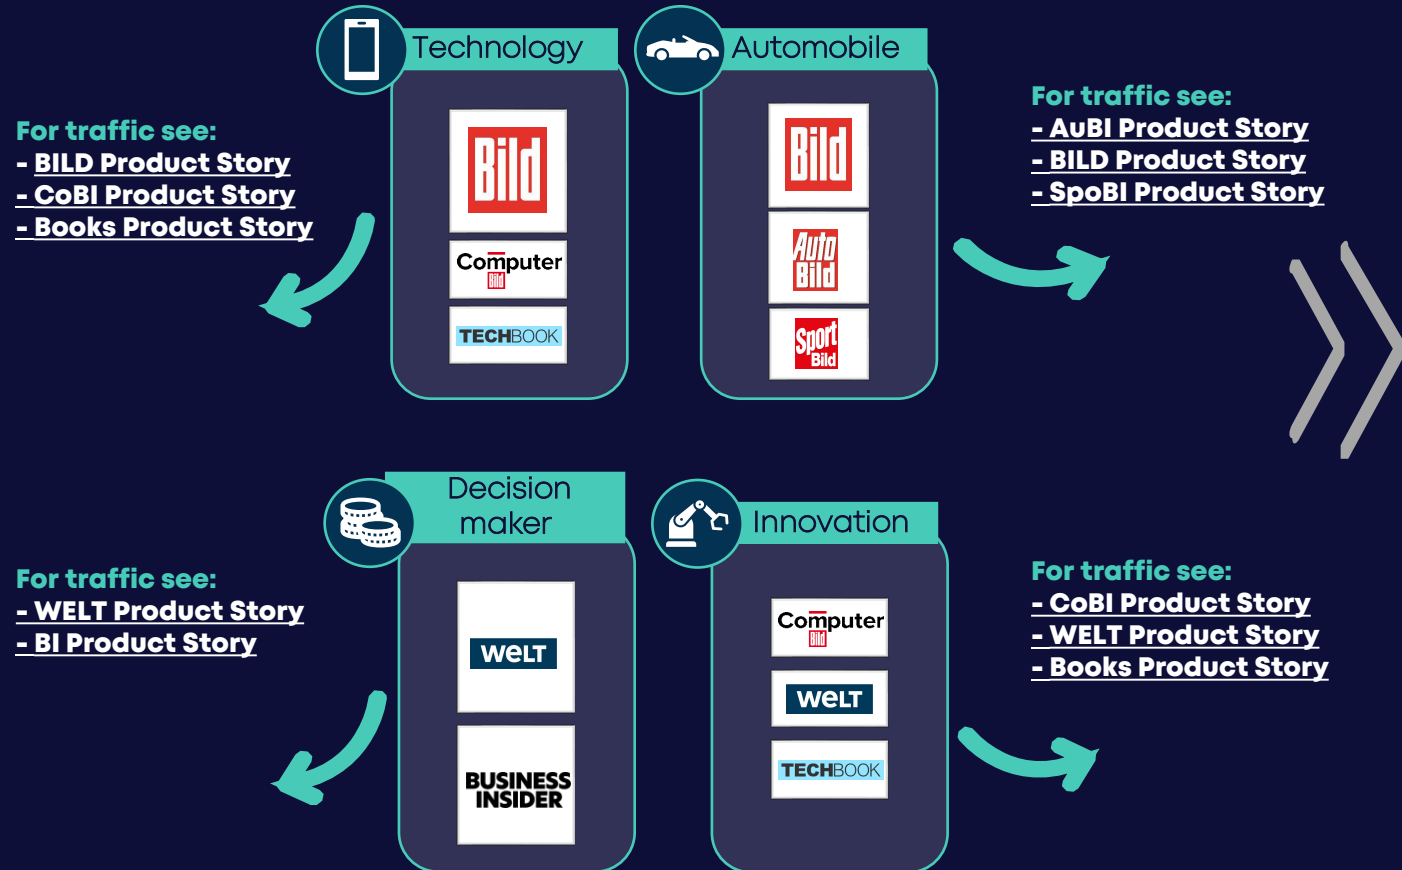 Technology
Automobile
For traffic see:
- BILD Product Story
- CoBI Product Story
- Books Product Story
Bild
Computer
Bild
TECHBOOK
Bild
Auto
Bild
Sport
Bild
For traffic see:
- AuBI Product Story
- BILD Product Story
- SpoBI Product Story
Decision
maker
Innovation
For traffic see:
- WELT Product Story
- BI Product Story
WELT
BUSINESS
INSIDER
Computer
Bild
WELT
TECHBOOK
For traffic see:
- CoBI Product Story
- WELT Product Story
- Books Product Story